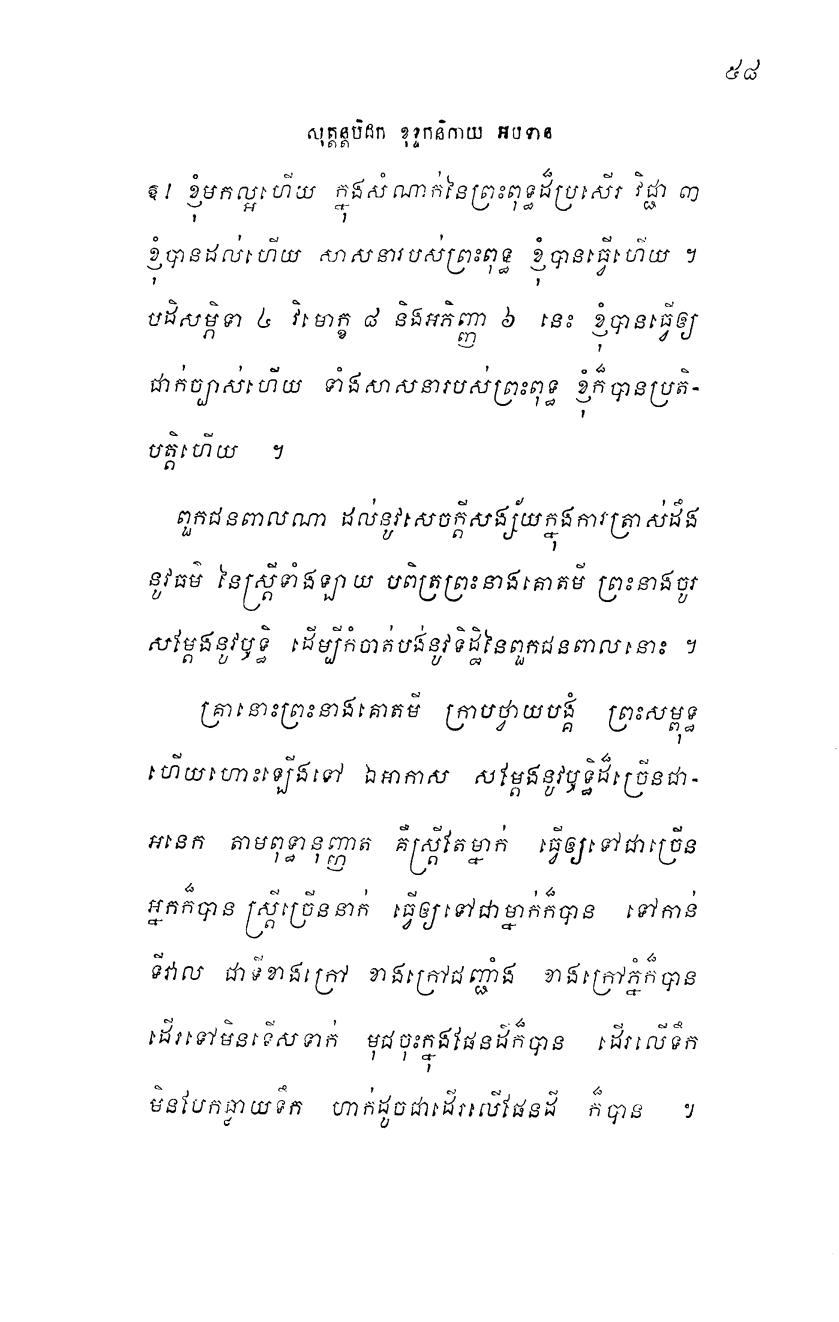 ៥៨
សុត្តន្តបិដក ខុទ្ទកនិកាយ អបទាន
ឱ! ខ្ញុំមកល្អហើយ ក្នុងសំណាក់នៃព្រះពុទ្ធដ៏ប្រសើរ វិជ្ជា ៣
ខ្ញុំបានដល់ហើយ សាសនារបស់ព្រះពុទ្ធ ខ្ញុំបានធ្វើហើយ ។
បដិសម្ភិទា ៤ វិមោក្ខ ៨ និងអភិញ្ញា ៦ នេះ ខ្ញុំបានធ្វើឲ្យ
ជាក់ច្បាស់ហើយ ទាំងសាសនារបស់ព្រះពុទ្ធ ខ្ញុំក៏បានប្រតិ-
បត្តិហើយ ។
ពួកជនពាលណា ដល់នូវសេចក្តីសង្ស័យក្នុងការត្រាស់ដឹង
នូវធម៌ នៃស្ត្រីទាំងឡាយ បពិត្រព្រះនាងគោតមី ព្រះនាងចូរ
សម្តែងនូវឫទ្ធិ ដើម្បីកំចាត់បង់នូវទិដ្ឋិនៃពួកជនពាលនោះ ។
គ្រានោះព្រះនាងគោតមី ក្រាបថ្វាយបង្គំ ព្រះសម្ពុទ្ធ
ហើយហោះឡើងទៅ ឯអាកាស សម្តែងនូវឫទ្ធិដ៏ច្រើនជា-
អនេក តាមពុទ្ធានុញ្ញាត គឺស្ត្រីតែម្នាក់ ធ្វើឲ្យទៅជាច្រើន
អ្នកក៏បាន ស្ត្រីច្រើននាក់ ធ្វើឲ្យទៅជាម្នាក់ក៏បាន ទៅកាន់
ទីវាល ជាទីខាងក្រៅ ខាងក្រៅជញ្ជាំង ខាងក្រៅភ្នំក៏បាន
ដើរទៅមិនទើសទាក់ មុជចុះក្នុងផែនដីក៏បាន ដើរលើទឹក
មិនបែកធ្លាយទឹក ហាក់ដូចជាដើរលើផែនដី ក៏បាន ។